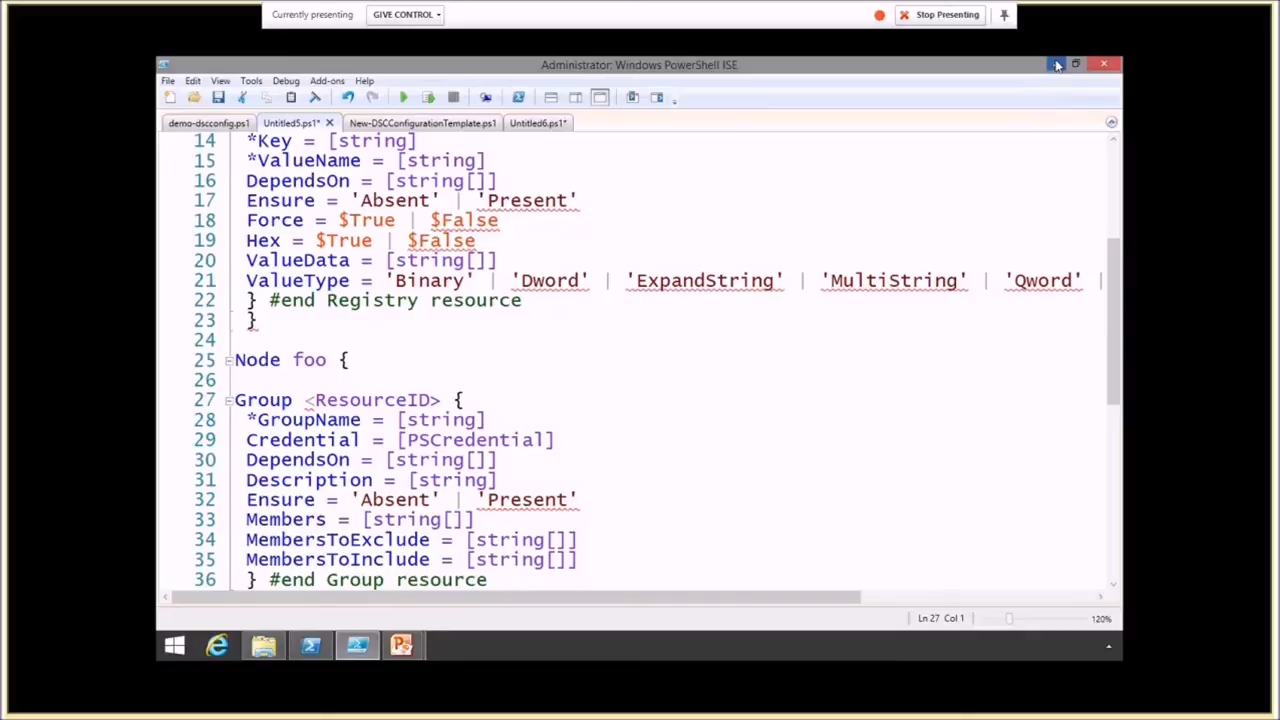 Currently presenting GIVE CONTROL Stop Presenting
Administrator: Windows PowerShell ISE
File Edit View Tools Debug Add-ons Help
demo-dscconfig.ps1 Untitled5.ps1* New-DSCConfigurationTemplate.ps1 Untitled6.ps1*
14 *Key = [string]
15 *ValueName = [string]
16 DependsOn = [string[]]
17 Ensure = 'Absent' | 'Present'
18 Force = $True | $False
19 Hex = $True | $False
20 ValueData = [string[]]
21 ValueType = 'Binary' | 'Dword' | 'ExpandString' | 'MultiString' | 'Qword' |
22 } #end Registry resource
23 }
24
25 Node foo {
26
27 Group <ResourceID> {
28 *GroupName = [string]
29 Credential = [PSCredential]
30 DependsOn = [string[]]
31 Description = [string]
32 Ensure = 'Absent' | 'Present'
33 Members = [string[]]
34 MembersToExclude = [string[]]
35 MembersToInclude = [string[]]
36 } #end Group resource
Ln 27 Col 1 120%